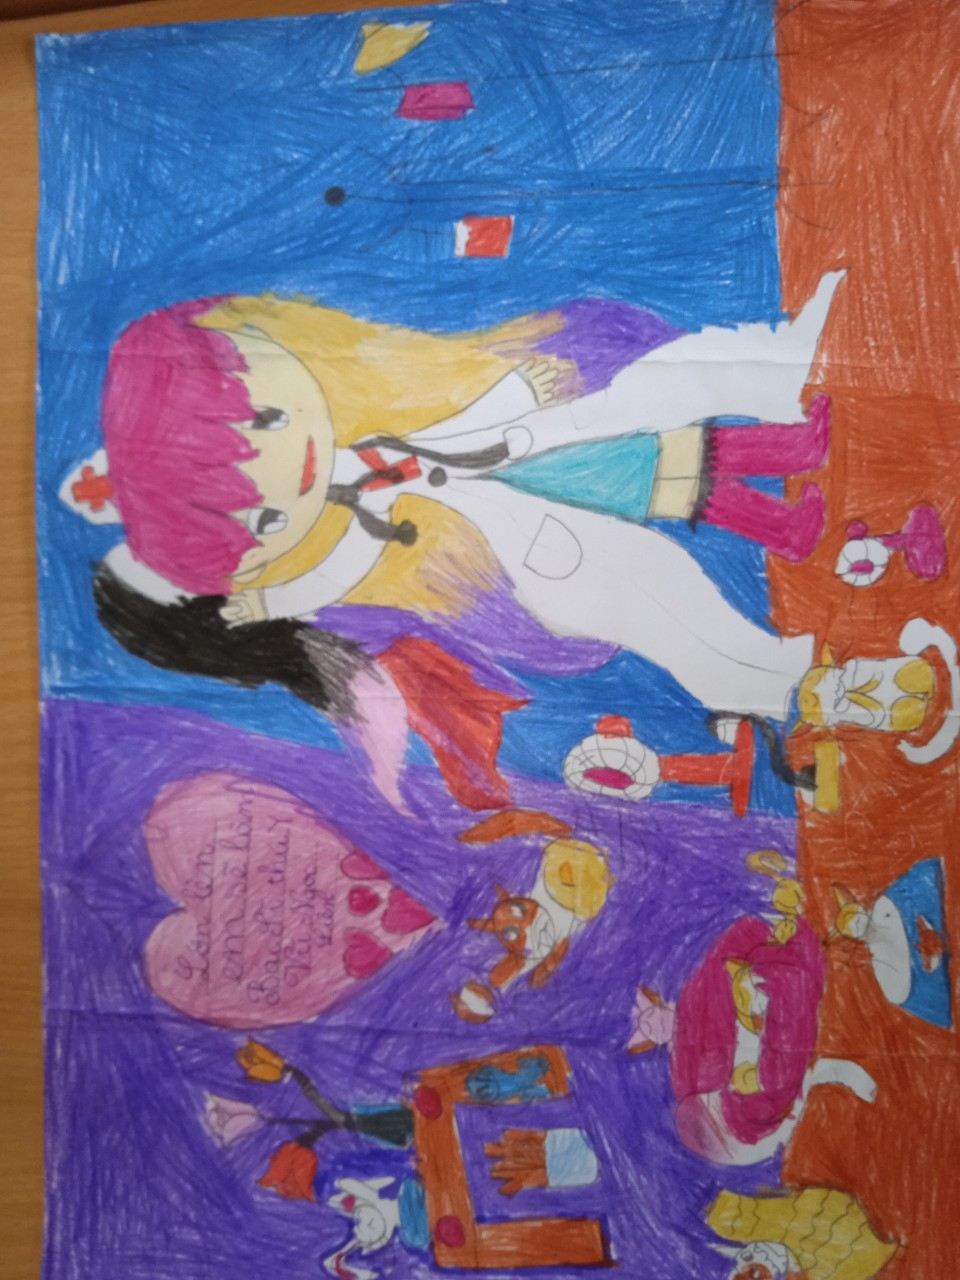 Lớn lên
em sẽ làm
Bác sĩ thú Y
Vũ Ngọc